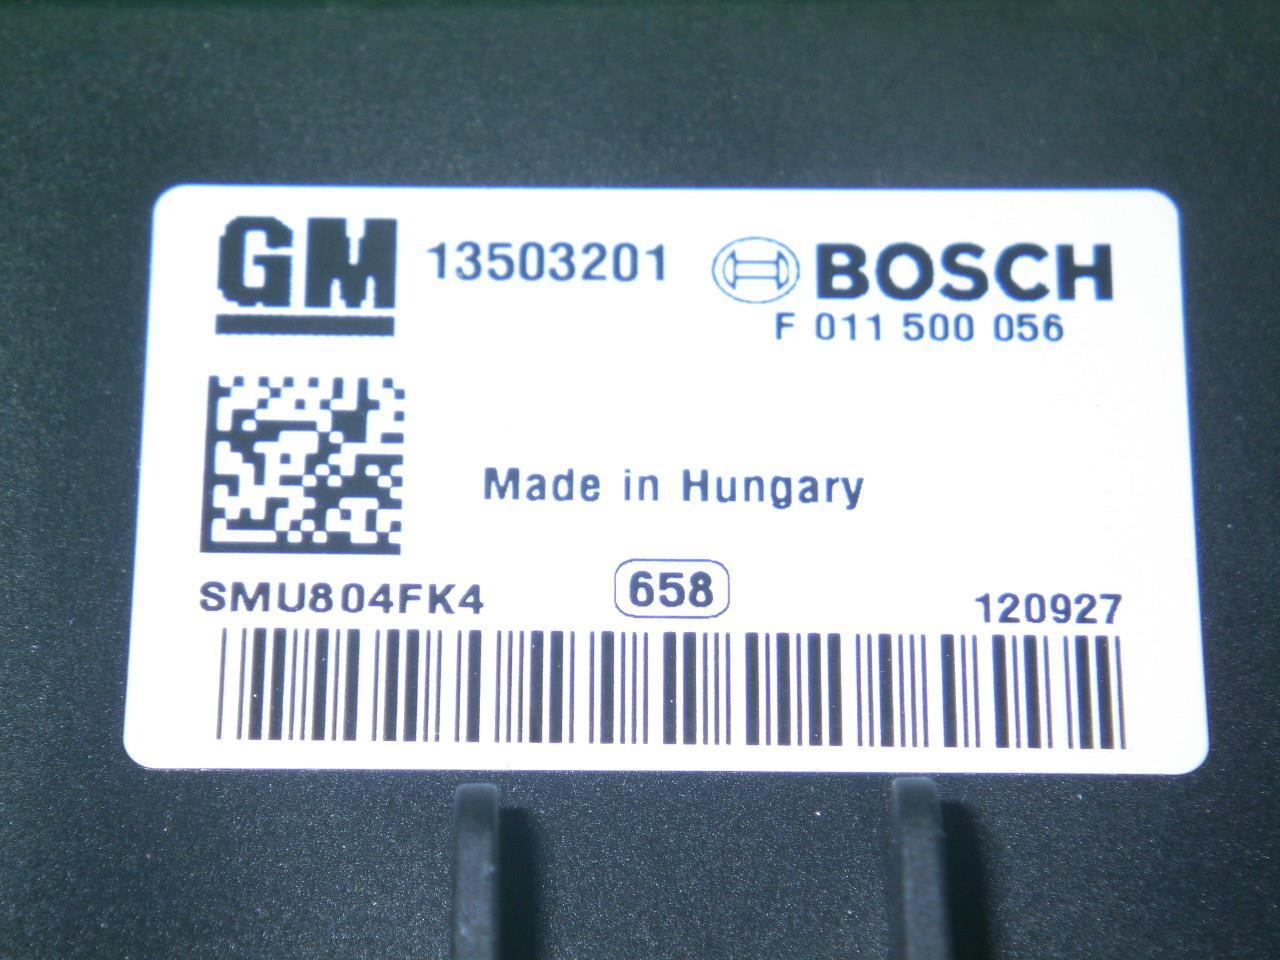 GM 13503201 BOSCH
F 011 500 056
Made in Hungary
SMU804FK4 658 120927